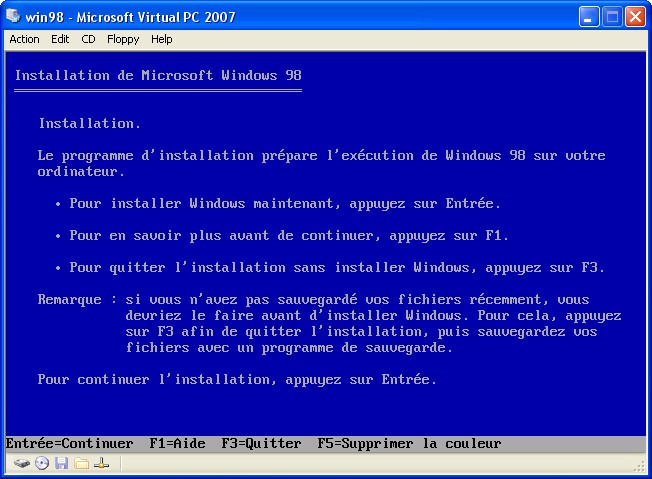 win98 - Microsoft Virtual PC 2007
Action Edit CD Floppy Help
Installation de Microsoft Windows 98
Installation.
Le programme d'installation prépare l'exécution de Windows 98 sur votre
ordinateur.
• Pour installer Windows maintenant, appuyez sur Entrée.
• Pour en savoir plus avant de continuer, appuyez sur F1.
• Pour quitter l'installation sans installer Windows, appuyez sur F3.
Remarque : si vous n'avez pas sauvegardé vos fichiers récemment, vous
devriez le faire avant d'installer Windows. Pour cela, appuyez
sur F3 afin de quitter l'installation, puis sauvegardez vos
fichiers avec un programme de sauvegarde.
Pour continuer l'installation, appuyez sur Entrée.
Entrée=Continuer F1=Aide F3=Quitter F5=Supprimer la couleur